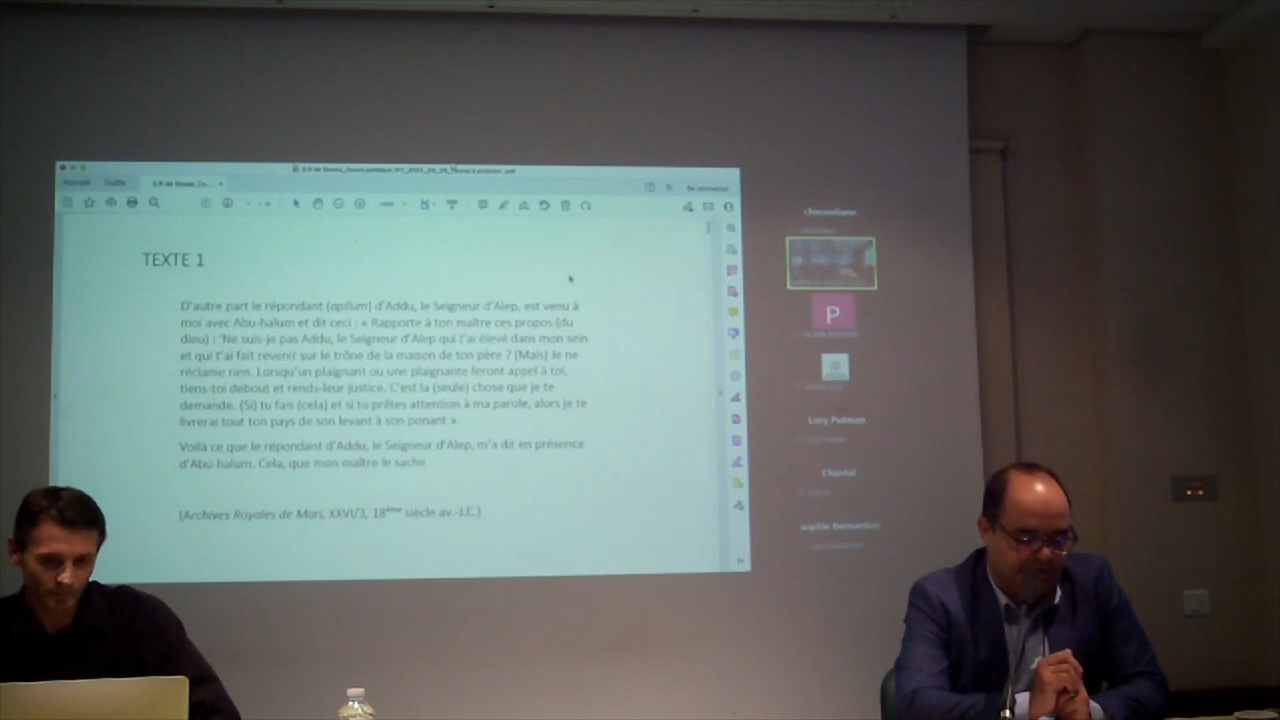 Accueil Outils
Se connecter
TEXTE 1
D'autre part le répondant (apilum) d'Addu, le Seigneur d'Alep, est venu à
moi avec Abu-halum et dit ceci : « Rapporte à ton maître ces propos (du
dieu) : 'Ne suis-je pas Addu, le Seigneur d'Alep qui t'ai élevé dans mon sein
et qui t'ai fait revenir sur le trône de la maison de ton père ? (Mais) Je ne
réclame rien. Lorsqu'un plaignant ou une plaignante feront appel à toi,
tiens-toi debout et rends-leur justice. C'est la (seule) chose que je te
demande. (Si) tu fais (cela) et si tu prêtes attention à ma parole, alors je te
livrerai tout ton pays de son levant à son ponant ».
Voilà ce que le répondant d'Addu, le Seigneur d'Alep, m'a dit en présence
d'Abu-halum. Cela, que mon maître le sache
(Archives Royales de Mari, XXVI/3, 18ème siècle av.-J.C.)
P
Lory Putman
Chantal
sophie Bernardon